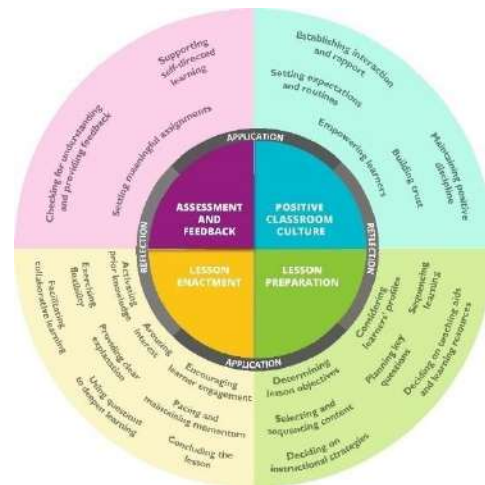 Supporting
self-directed
learning
Checking for understanding
and providing feedback
Setting meaningful assignments
Establishing interaction
and rapport
Setting expectations
and routines
Empowering learners
Building trust
Maintaining positive
discipline
APPLICATION
REFLECTION
REFLECTION
APPLICATION
ASSESSMENT
AND
FEEDBACK
POSITIVE
CLASSROOM
CULTURE
LESSON
ENACTMENT
LESSON
PREPARATION
Activating
prior knowledge
Exercising
flexibility
Facilitating
collaborative learning
Arousing
interest
Providing clear
explanation
Using questions
to deepen learning
Encouraging
learner engagement
Pacing and
maintaining momentum
Concluding the
lesson
Considering
learners' profiles
Sequencing
learning
Planning key
questions
Deciding on teaching aids
and learning resources
Determining
lesson objectives
Selecting and
sequencing content
Deciding on
instructional strategies